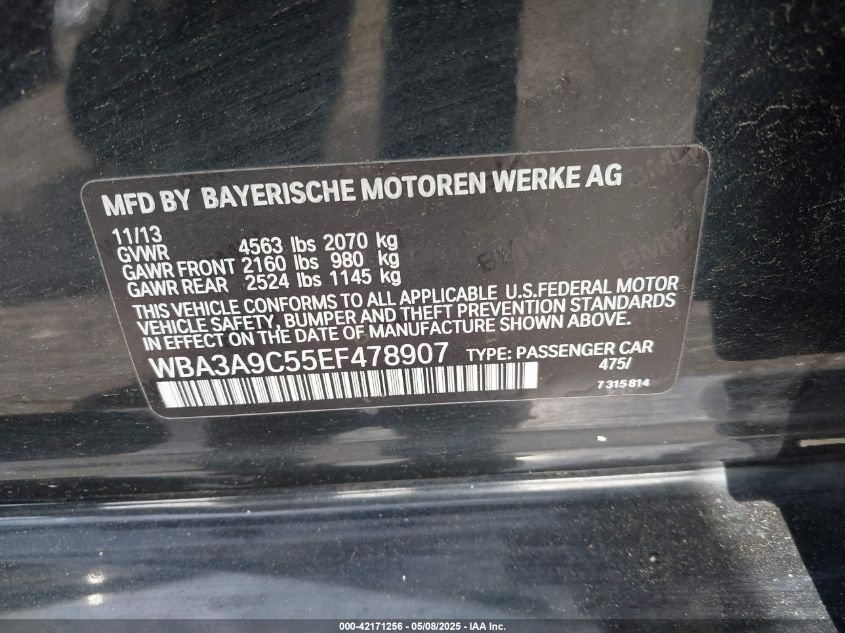 MFD BY BAYERISCHE MOTOREN WERKE AG
11/13
GVWR 4563 lbs 2070 kg
GAWR FRONT 2160 lbs 980 kg
GAWR REAR 2524 lbs 1145 kg
THIS VEHICLE CONFORMS TO ALL APPLICABLE U.S.FEDERAL MOTOR
VEHICLE SAFETY, BUMPER AND THEFT PREVENTION STANDARDS
IN EFFECT ON THE DATE OF MANUFACTURE SHOWN ABOVE.
WBA3A9C55EF478907 TYPE: PASSENGER CAR
475/
7 315 814
000-42171256 - 05/08/2025 - IAA Inc.